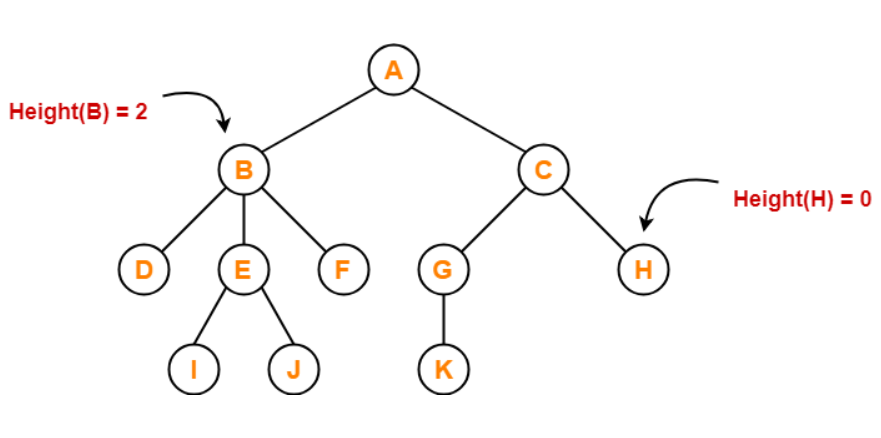 A
Height(B) = 2
B
C
Height(H) = 0
D
E
F
G
H
I
J
K